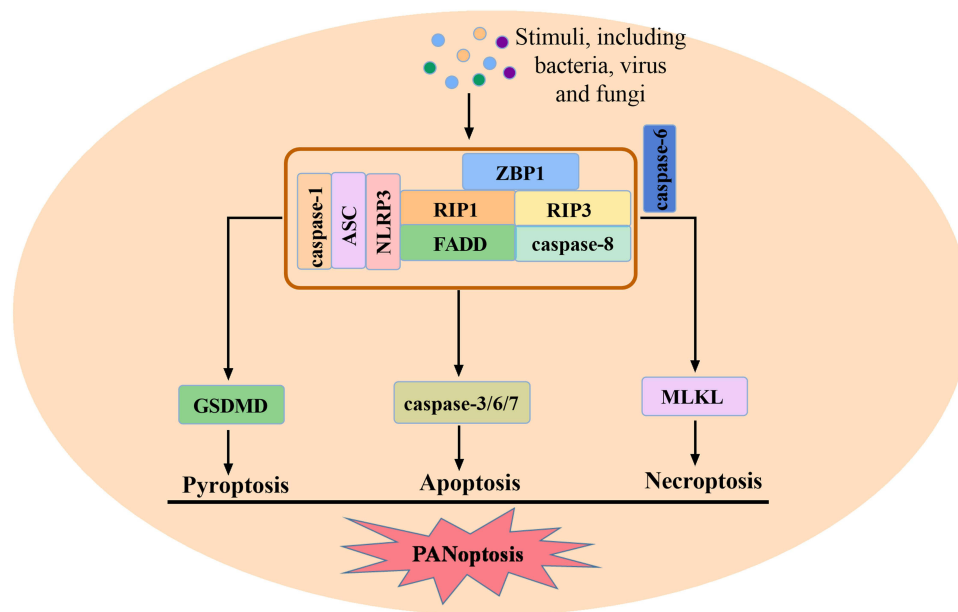 Stimuli, including
bacteria, virus
and fungi
caspase-6
ZBP1
caspase-1
ASC
NLRP3
RIP1
RIP3
FADD
caspase-8
GSDMD
caspase-3/6/7
MLKL
Pyroptosis
Apoptosis
Necroptosis
PANoptosis